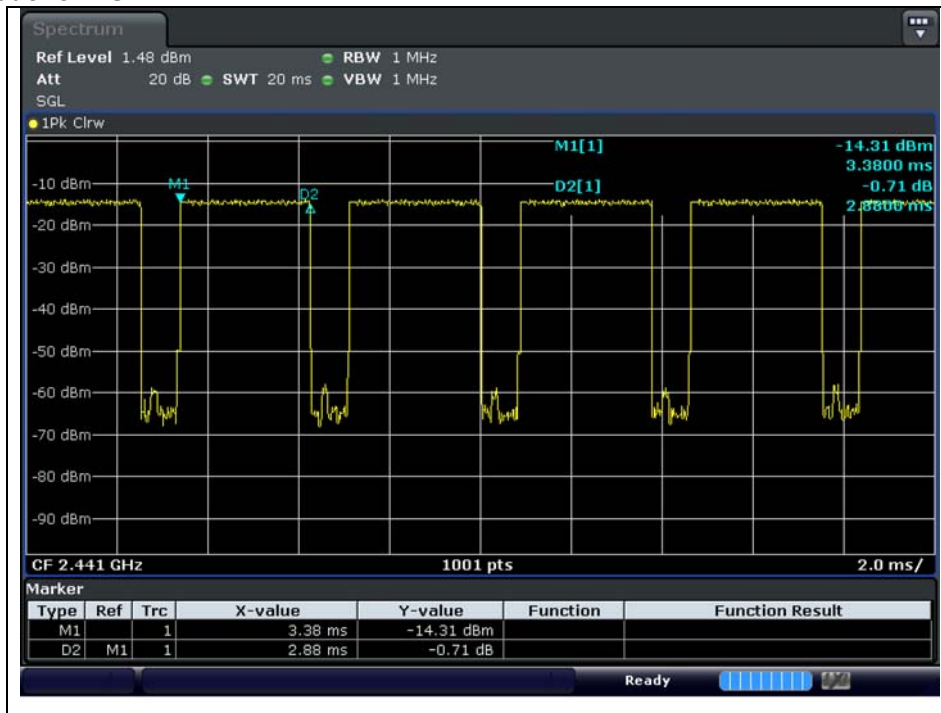 Spectrum
Ref Level 1.48 dBm RBW 1 MHz
Att 20 dB SWT 20 ms VBW 1 MHz
SGL
1Pk Clrw
M1[1] -14.31 dBm
3.3800 ms
-10 dBm M1 D2 D2[1] -0.71 dB
2.8800 ms
-20 dBm
-30 dBm
-40 dBm
-50 dBm
-60 dBm
-70 dBm
-80 dBm
-90 dBm
CF 2.441 GHz 1001 pts 2.0 ms/
Marker
Type Ref Trc X-value Y-value Function Function Result
M1 1 3.38 ms -14.31 dBm
D2 M1 1 2.88 ms -0.71 dB
Ready